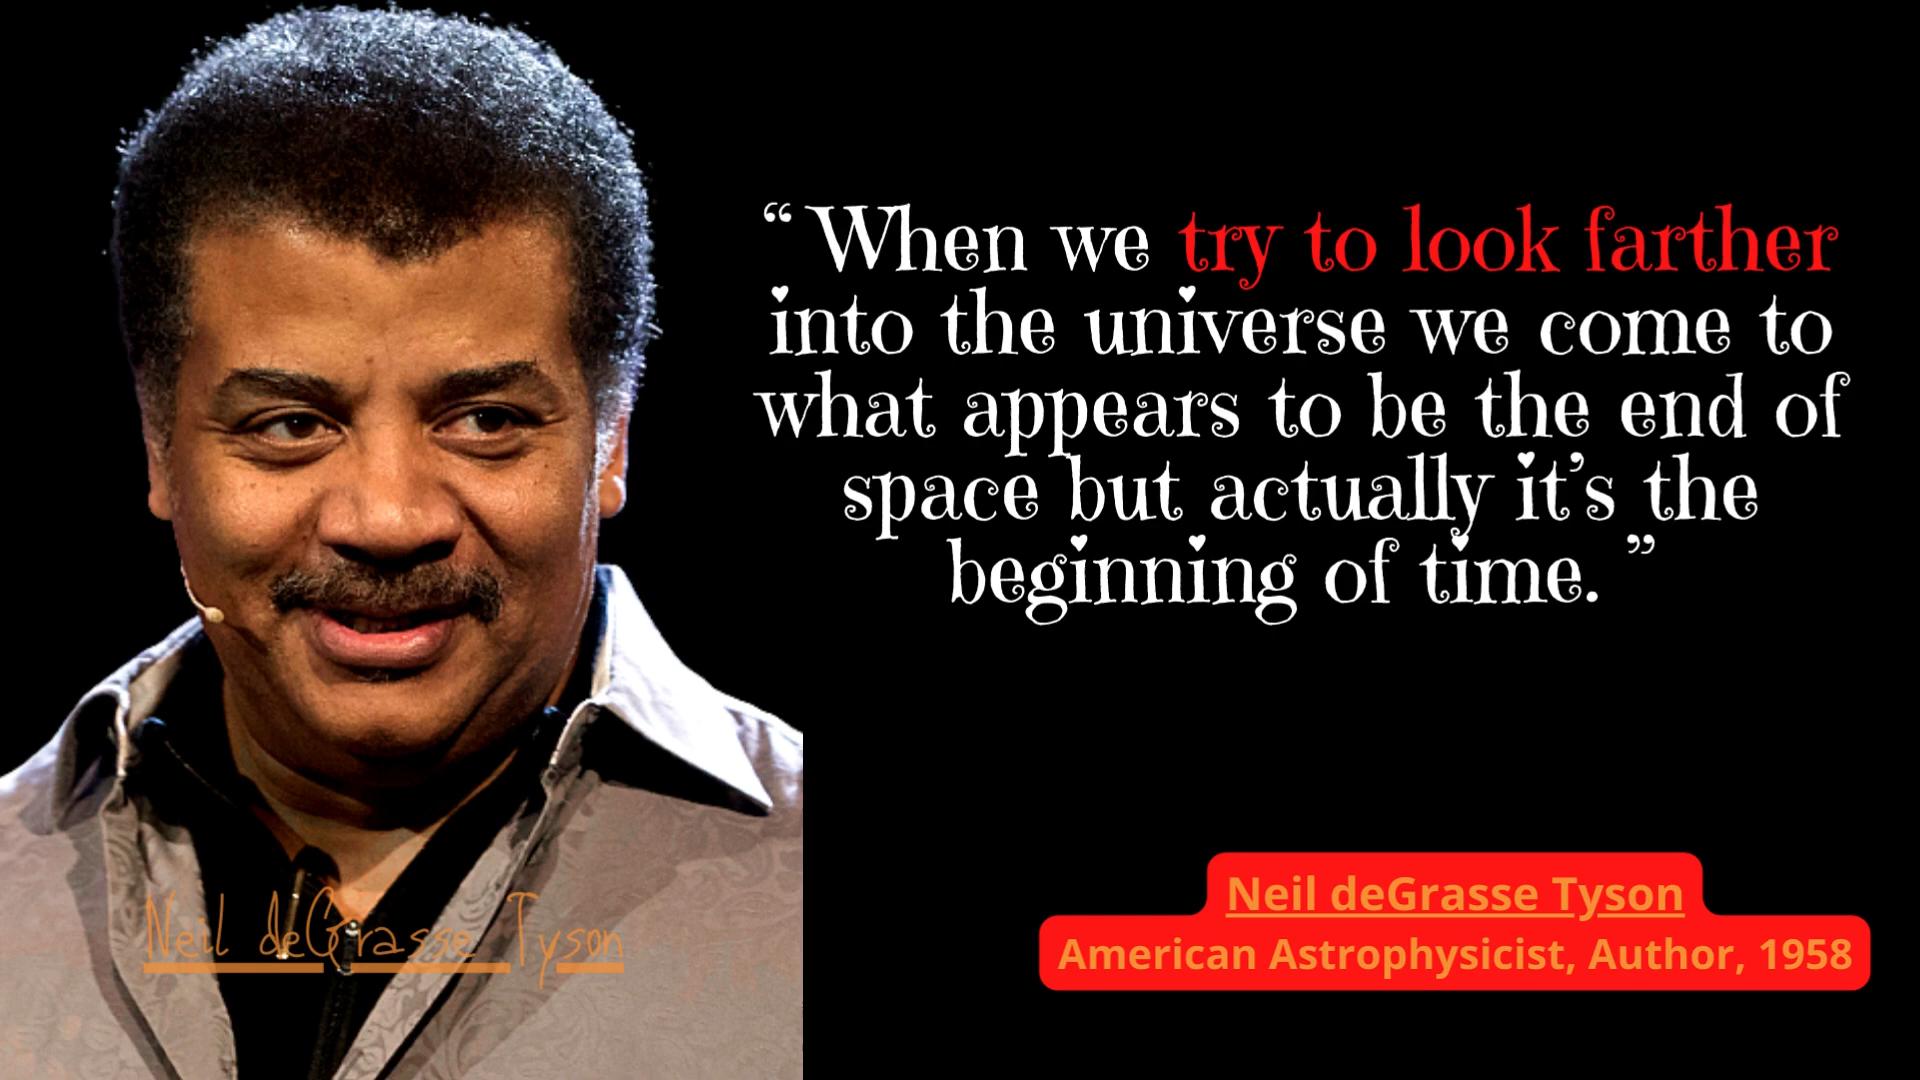 “ When we try to look farther
into the universe we come to
what appears to be the end of
space but actually it’s the
beginning of time. ”
Neil deGrasse Tyson
Neil deGrasse Tyson
American Astrophysicist, Author, 1958